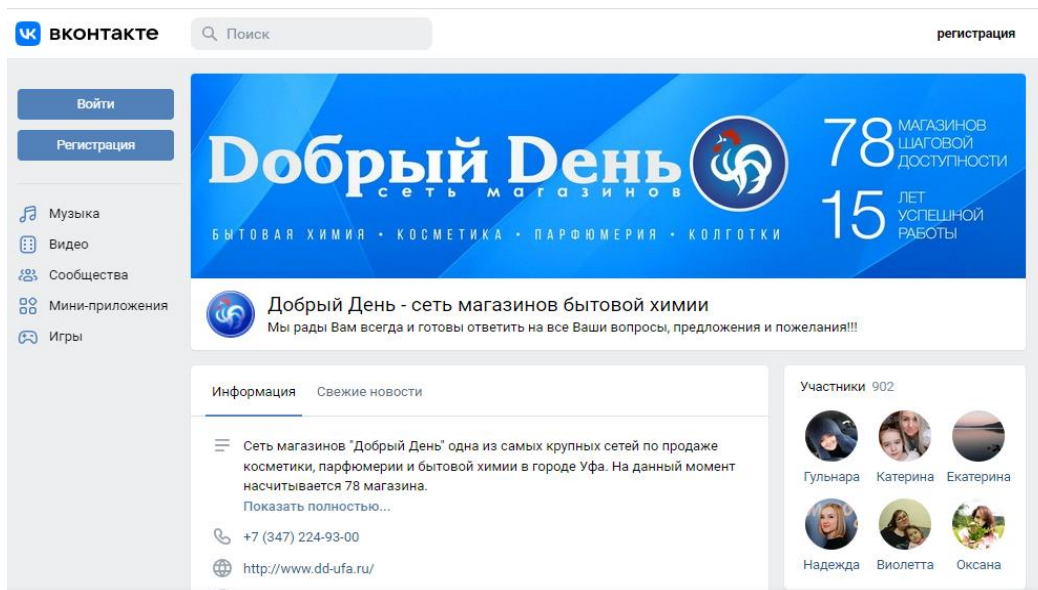 вконтакте
Поиск
регистрация
Войти
Регистрация
Музыка
Видео
Сообщества
Мини-приложения
Игры
Dобрый Dень
сеть магазинов
БЫТОВАЯ ХИМИЯ • КОСМЕТИКА • ПАРФЮМЕРИЯ • КОЛГОТКИ
78 МАГАЗИНОВ
ШАГОВОЙ
ДОСТУПНОСТИ
15 ЛЕТ
УСПЕШНОЙ
РАБОТЫ
Добрый День - сеть магазинов бытовой химии
Мы рады Вам всегда и готовы ответить на все Ваши вопросы, предложения и пожелания!!!
Информация Свежие новости
Сеть магазинов "Добрый День" одна из самых крупных сетей по продаже
косметики, парфюмерии и бытовой химии в городе Уфа. На данный момент
насчитывается 78 магазина.
Показать полностью...
+7 (347) 224-93-00
http://www.dd-ufa.ru/
Участники 902
Гульнара Катерина Екатерина
Надежда Виолетта Оксана